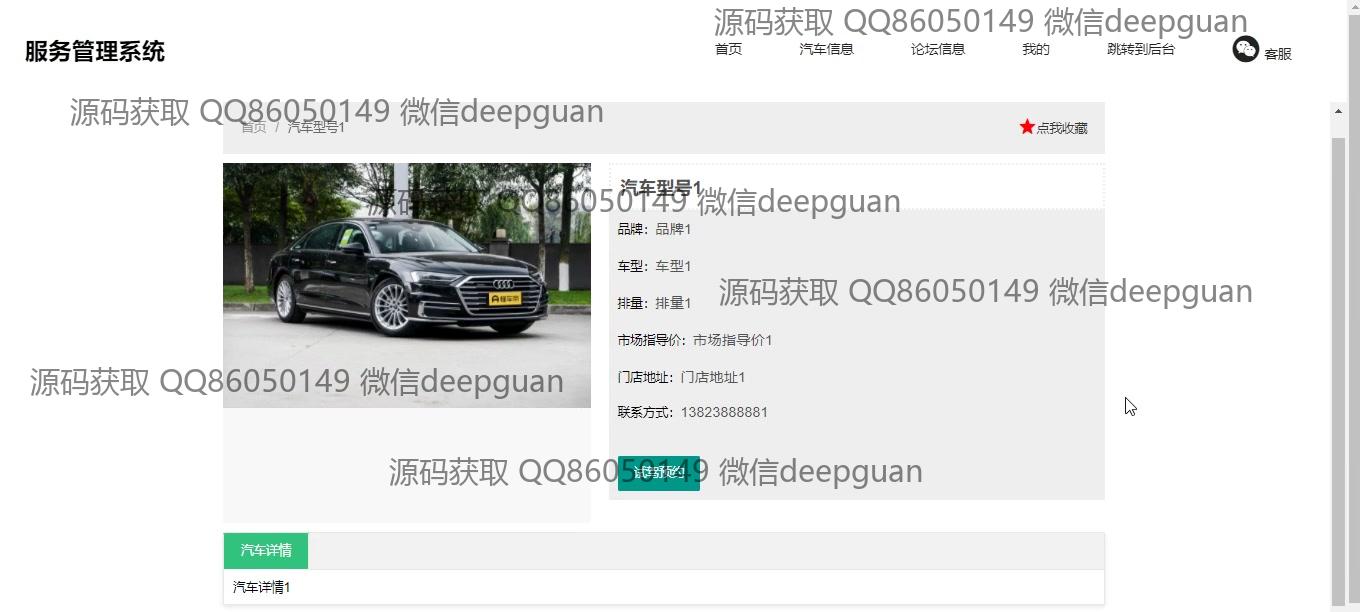 源码获取 QQ86050149 微信deepguan
服务管理系统
首页
汽车信息
论坛信息
我的
跳转到后台
客服
源码获取 QQ86050149 微信deepguan
首页 / 汽车型号1
点我收藏
汽车型号1
源码获取 QQ86050149 微信deepguan
品牌：品牌1
车型：车型1
源码获取 QQ86050149 微信deepguan
排量：排量1
市场指导价：市场指导价1
门店地址：门店地址1
源码获取 QQ86050149 微信deepguan
联系方式：13823888881
源码获取 QQ86050149 微信deepguan
汽车详情
汽车详情1